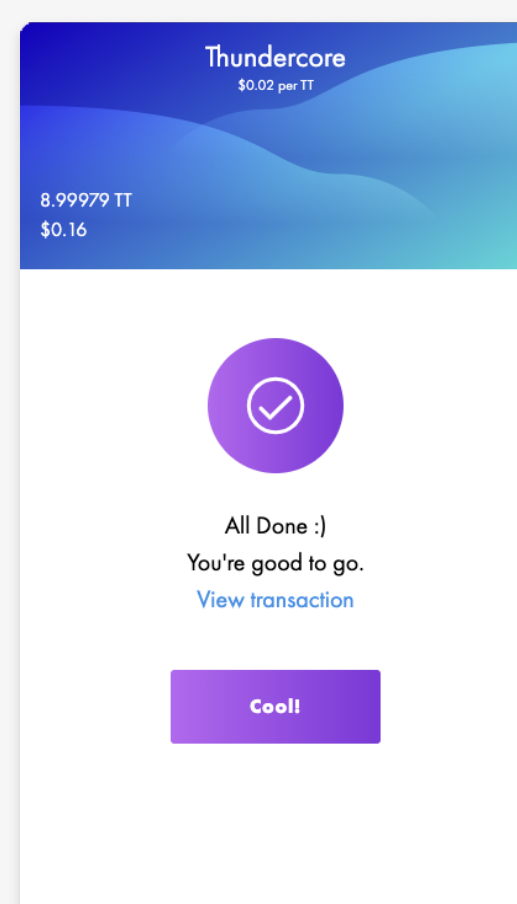 Thundercore
$0.02 per TT
8.99979 TT
$0.16
All Done :)
You're good to go.
View transaction
Cool!